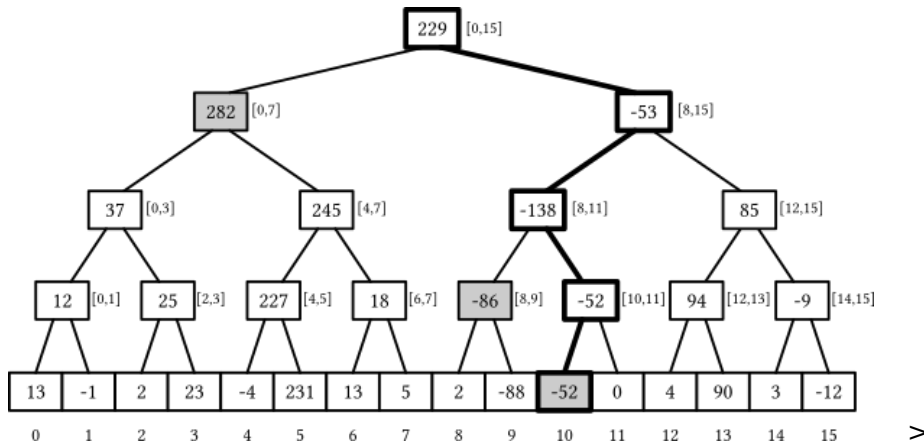 229 [0,15]
282 [0,7] -53 [8,15]
37 [0,3] 245 [4,7] -138 [8,11] 85 [12,15]
12 [0,1] 25 [2,3] 227 [4,5] 18 [6,7] -86 [8,9] -52 [10,11] 94 [12,13] -9 [14,15]
13 -1 2 23 -4 231 13 5 2 -88 -52 0 4 90 3 -12
0 1 2 3 4 5 6 7 8 9 10 11 12 13 14 15